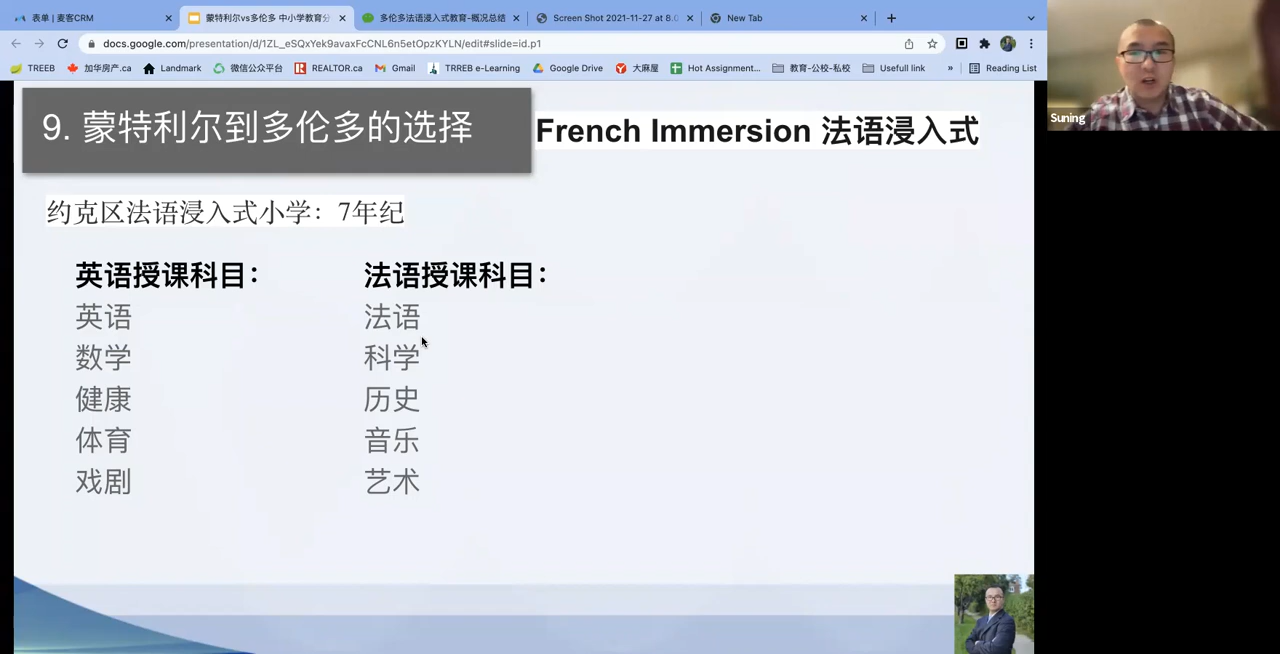 表单 | 麦客CRM
蒙特利尔vs多伦多 中小学教育分
多伦多法语浸入式教育-概况总结
Screen Shot 2021-11-27 at 8.0
New Tab
docs.google.com/presentation/d/1ZL_eSQxYek9avaxFcCNL6n5etOpzKYLN/edit#slide=id.p1
TREEB
加华房产.ca
Landmark
微信公众平台
REALTOR.ca
Gmail
TRREB e-Learning
Google Drive
大麻屋
Hot Assignment...
教育-公校-私校
Usefull link
»
Reading List
Suning
9. 蒙特利尔到多伦多的选择
French Immersion 法语浸入式
约克区法语浸入式小学：7年纪
英语授课科目：
英语
数学
健康
体育
戏剧
法语授课科目：
法语
科学
历史
音乐
艺术